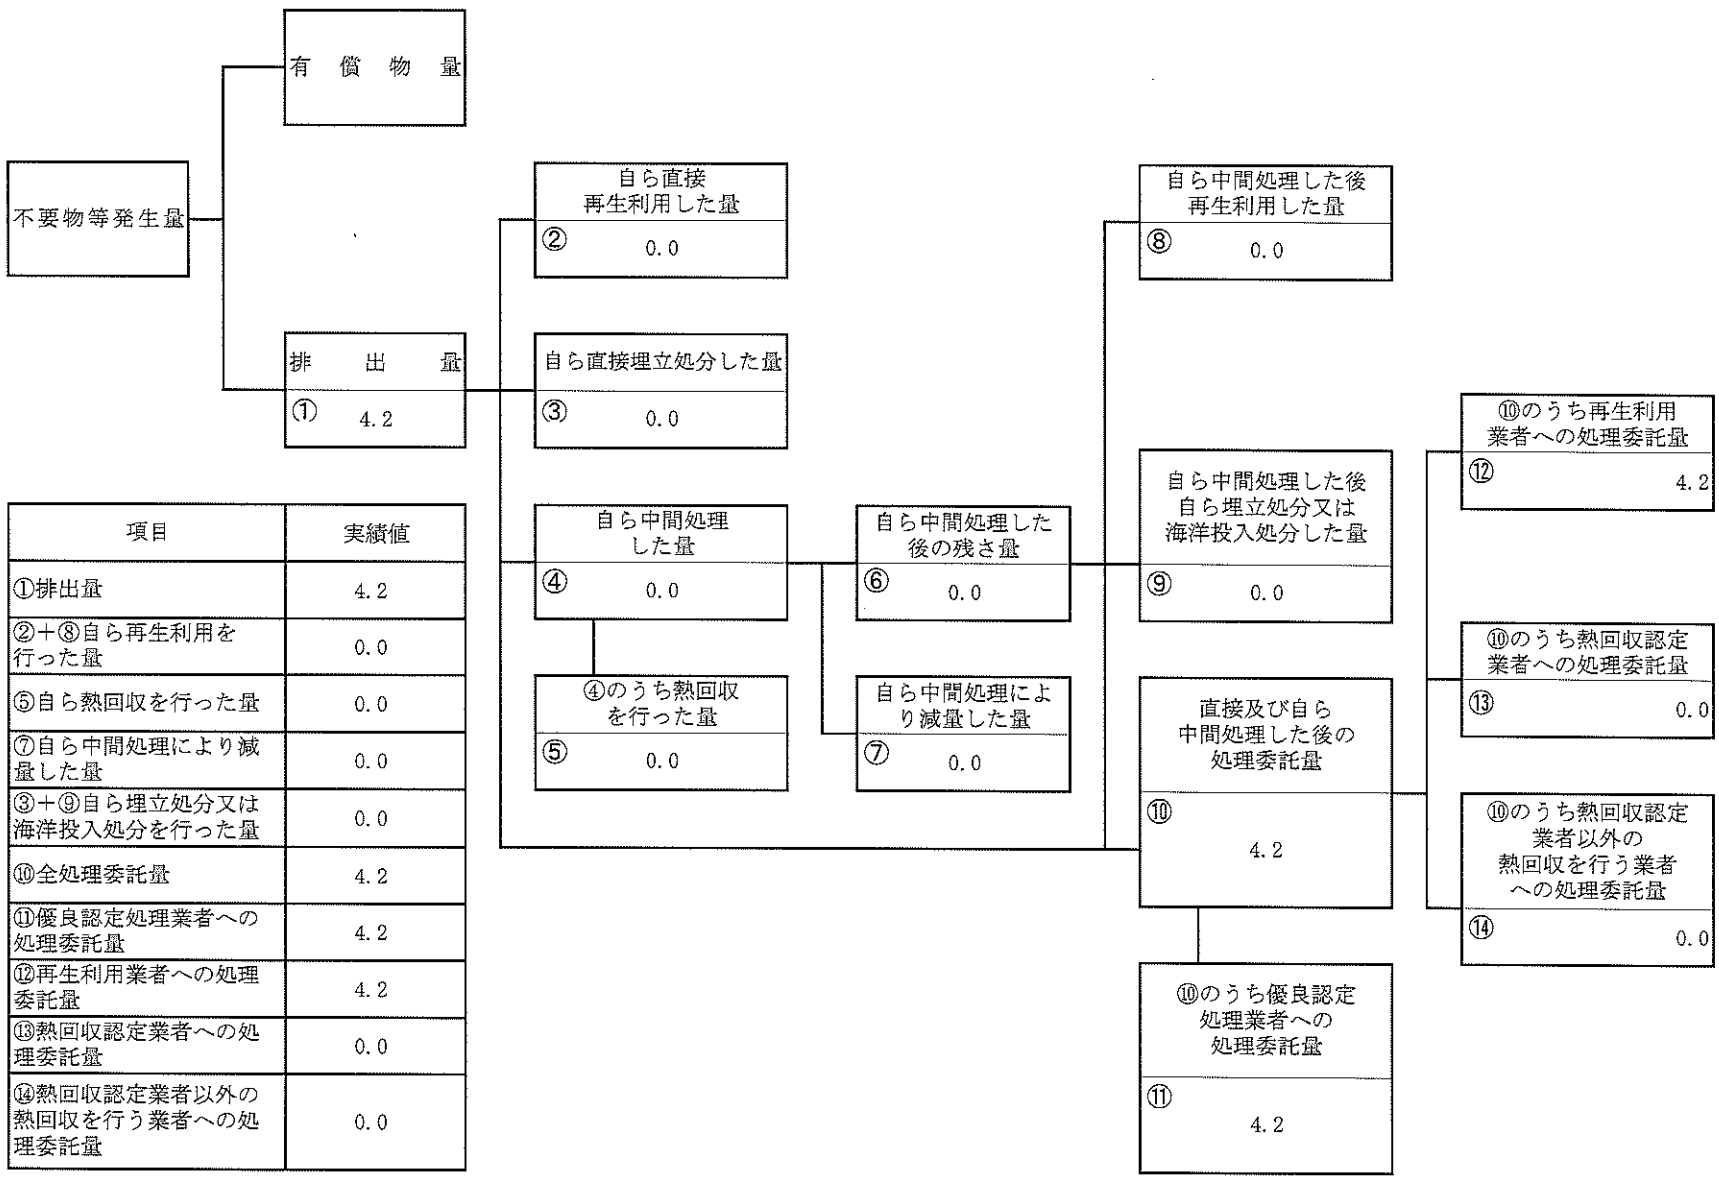 有償物量
不要物等発生量
排出量
① 4.2
自ら直接
再生利用した量
② 0.0
自ら直接埋立処分した量
③ 0.0
自ら中間処理
した量
④ 0.0
④のうち熱回収
を行った量
⑤ 0.0
自ら中間処理した
後の残さ量
⑥ 0.0
自ら中間処理によ
り減量した量
⑦ 0.0
自ら中間処理した後
再生利用した量
⑧ 0.0
自ら中間処理した後
自ら埋立処分又は
海洋投入処分した量
⑨ 0.0
直接及び自ら
中間処理した後の
処理委託量
⑩
4.2
⑩のうち優良認定
処理業者への
処理委託量
⑪
4.2
⑩のうち再生利用
業者への処理委託量
⑫ 4.2
⑩のうち熱回収認定
業者への処理委託量
⑬ 0.0
⑩のうち熱回収認定
業者以外の
熱回収を行う業者
への処理委託量
⑭ 0.0
項目 実績値
①排出量 4.2
②+⑧自ら再生利用を
行った量 0.0
⑤自ら熱回収を行った量 0.0
⑦自ら中間処理により減
量した量 0.0
③+⑨自ら埋立処分又は
海洋投入処分を行った量 0.0
⑩全処理委託量 4.2
⑪優良認定処理業者への
処理委託量 4.2
⑫再生利用業者への処理
委託量 4.2
⑬熱回収認定業者への処
理委託量 0.0
⑭熱回収認定業者以外の
熱回収を行う業者への処
理委託量 0.0